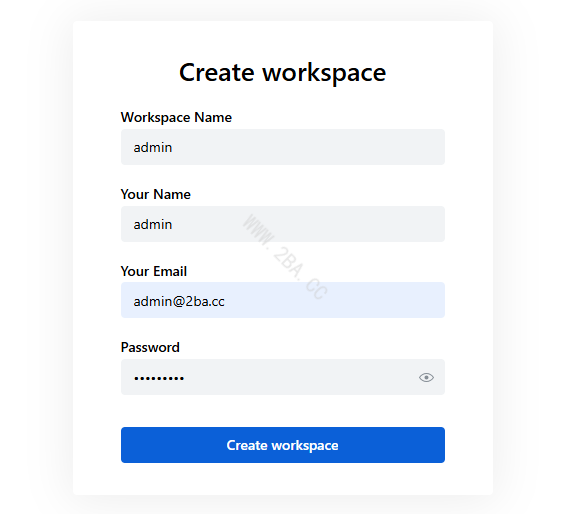 Create workspace
Workspace Name
admin
Your Name
admin
WWW.2BA.CC
Your Email
admin@2ba.cc
Password
•••••••••
Create workspace